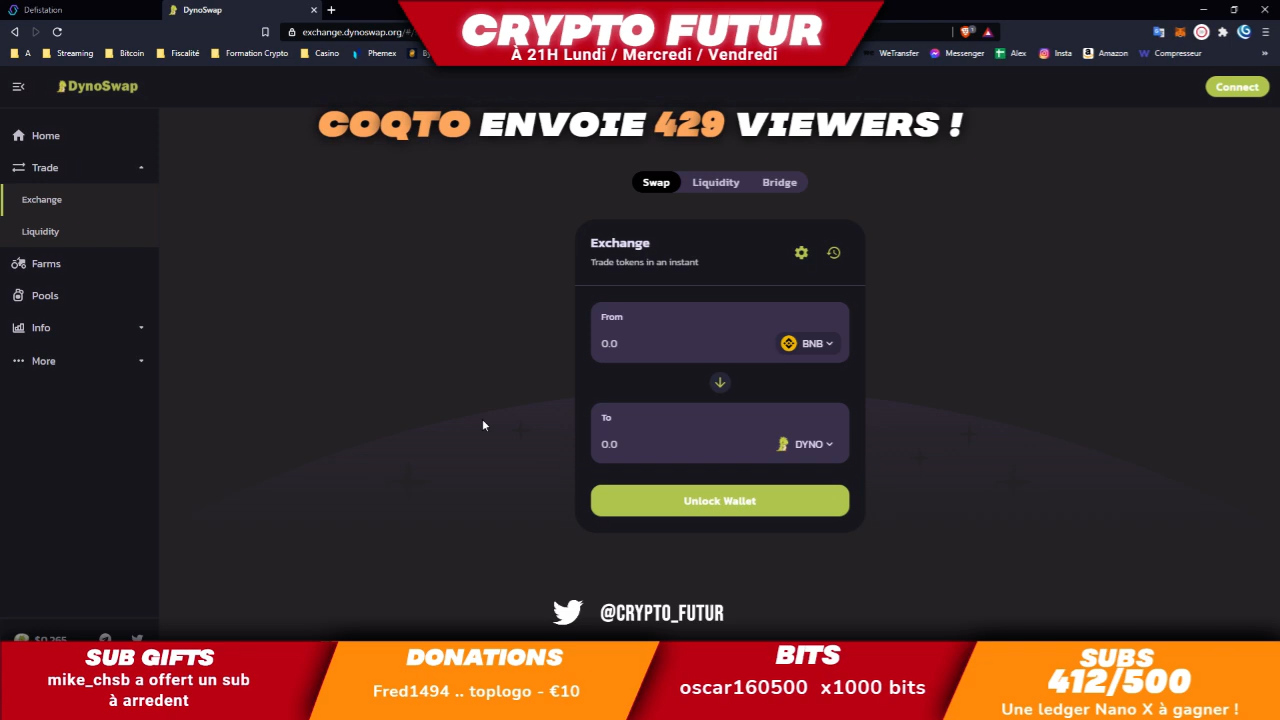 Defistation
DynoSwap
CRYPTO FUTUR
À 21H Lundi / Mercredi / Vendredi
exchange.dynoswap.org/#/
A
Streaming
Bitcoin
Fiscalité
Formation Crypto
Casino
Phemex
WeTransfer
Messenger
Alex
Insta
Amazon
Compresseur
DynoSwap
Connect
COQTO ENVOIE 429 VIEWERS !
Home
Trade
Exchange
Liquidity
Farms
Pools
Info
More
Swap
Liquidity
Bridge
Exchange
Trade tokens in an instant
From
0.0
BNB
To
0.0
DYNO
Unlock Wallet
@CRYPTO_FUTUR
$0.265
SUB GIFTS
mike_chsb a offert un sub
à arredent
DONATIONS
Fred1494 .. toplogo - €10
BITS
oscar160500 x1000 bits
SUBS
412/500
Une ledger Nano X à gagner !